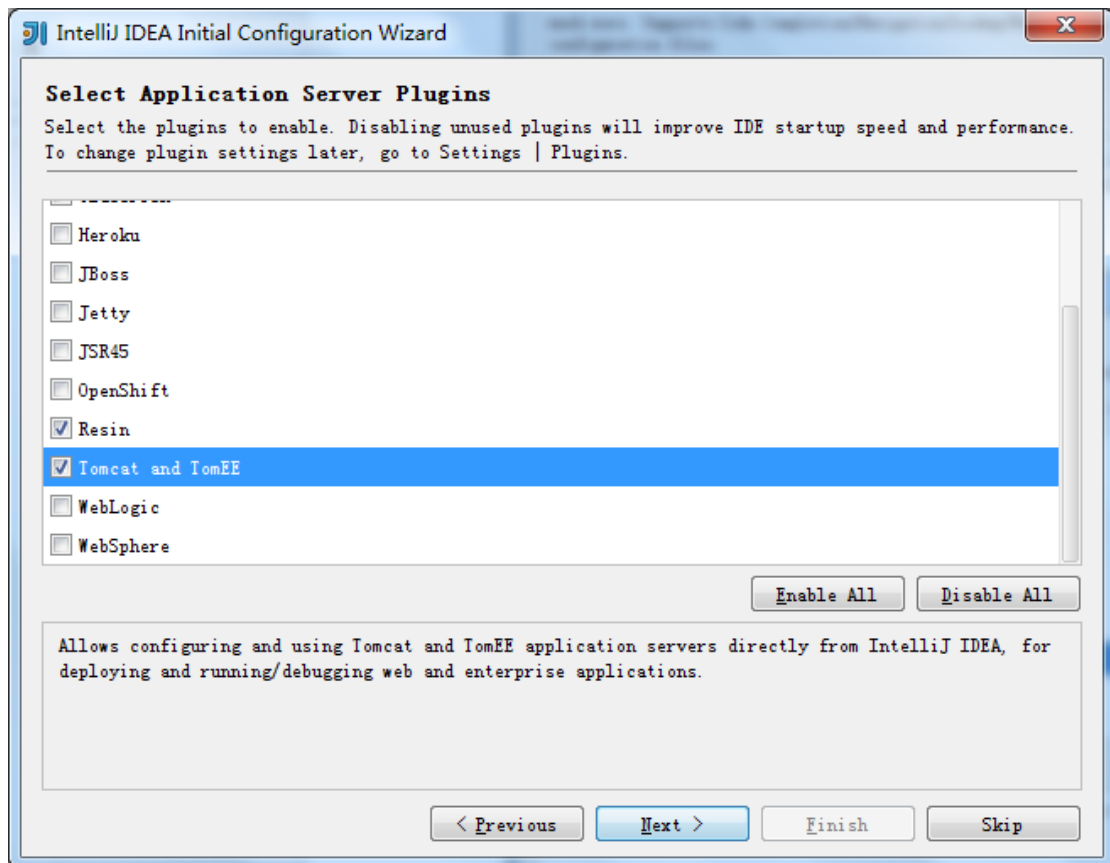 IntelliJ IDEA Initial Configuration Wizard
Select Application Server Plugins
Select the plugins to enable. Disabling unused plugins will improve IDE startup speed and performance.
To change plugin settings later, go to Settings | Plugins.
Heroku
JBoss
Jetty
JSR45
OpenShift
Resin
Tomcat and TomEE
WebLogic
WebSphere
Enable All Disable All
Allows configuring and using Tomcat and TomEE application servers directly from IntelliJ IDEA, for
deploying and running/debugging web and enterprise applications.
< Previous Next > Finish Skip